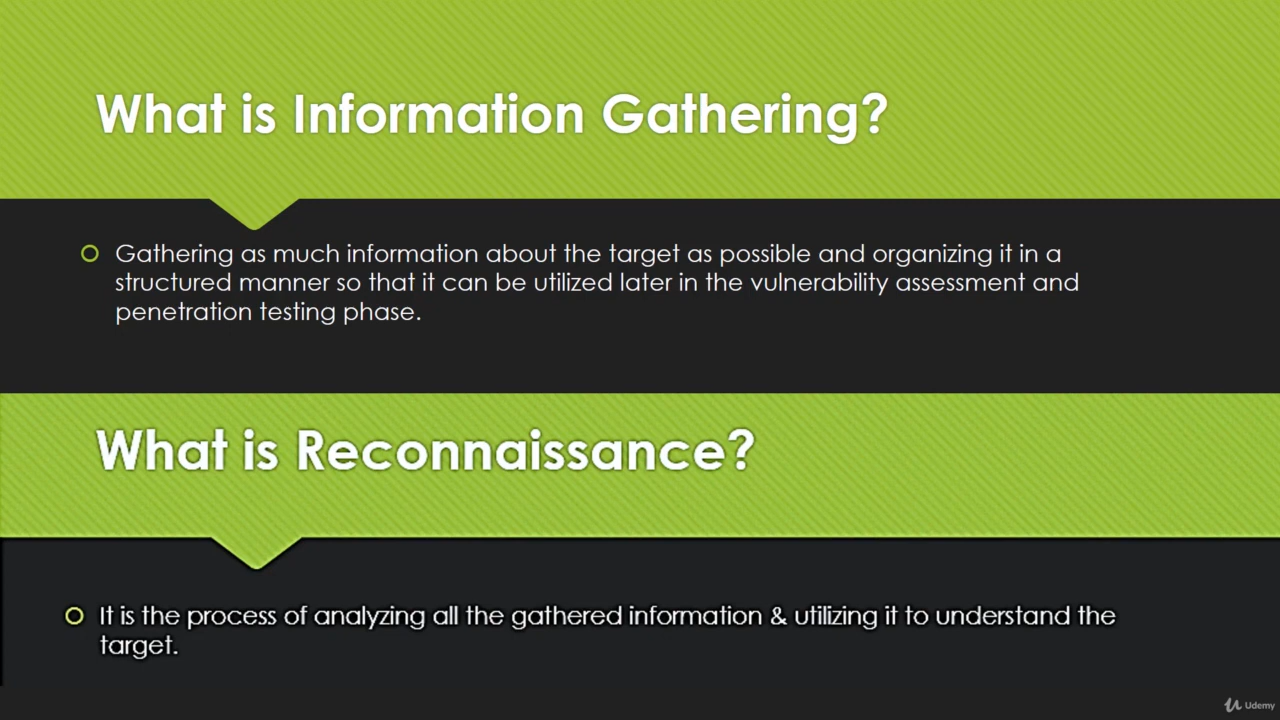 What is Information Gathering?
Gathering as much information about the target as possible and organizing it in a
structured manner so that it can be utilized later in the vulnerability assessment and
penetration testing phase.
What is Reconnaissance?
It is the process of analyzing all the gathered information & utilizing it to understand the
target.
Udemy